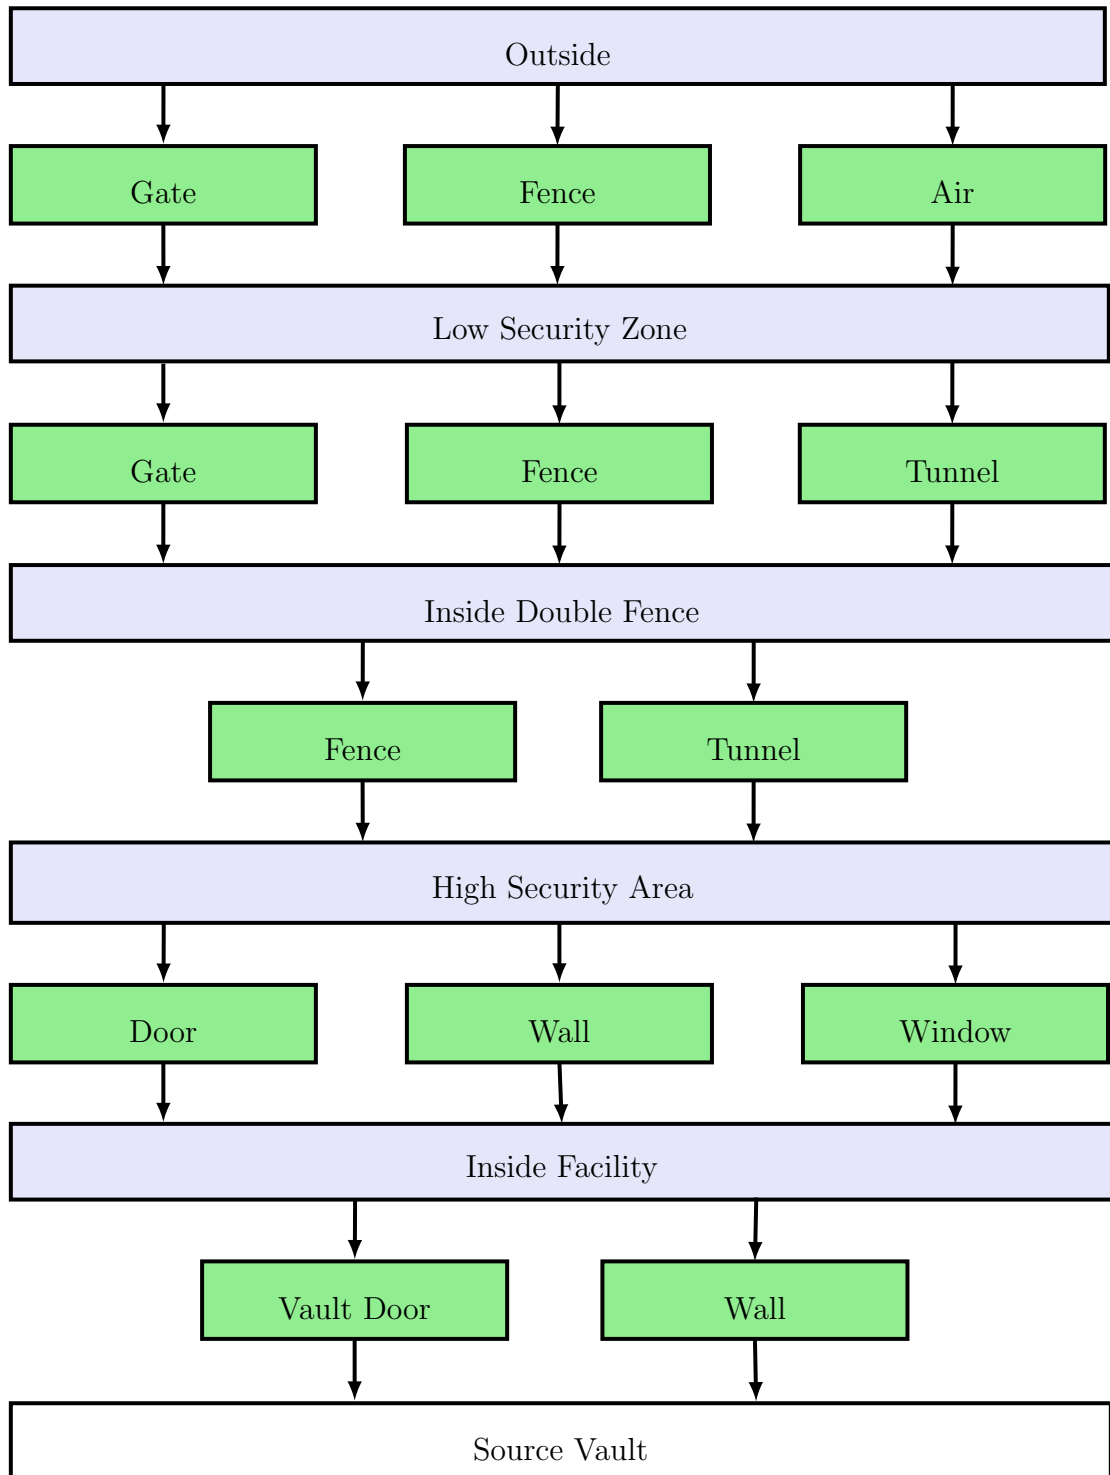 Outside
Gate
Fence
Air
Low Security Zone
Gate
Fence
Tunnel
Inside Double Fence
Fence
Tunnel
High Security Area
Door
Wall
Window
Inside Facility
Vault Door
Wall
Source Vault